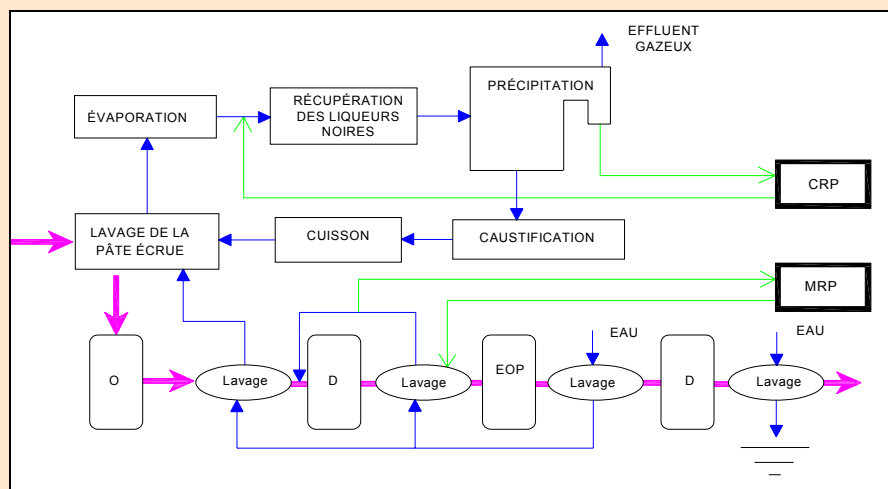 EFFLUENT
GAZEUX
PRÉCIPITATION
RÉCUPÉRATION
DES LIQUEURS
NOIRES
ÉVAPORATION
CRP
LAVAGE DE LA
PÂTE ÉCRUE
CUISSON
CAUSTIFICATION
MRP
EAU
EAU
O
Lavage
D
Lavage
EOP
Lavage
D
Lavage